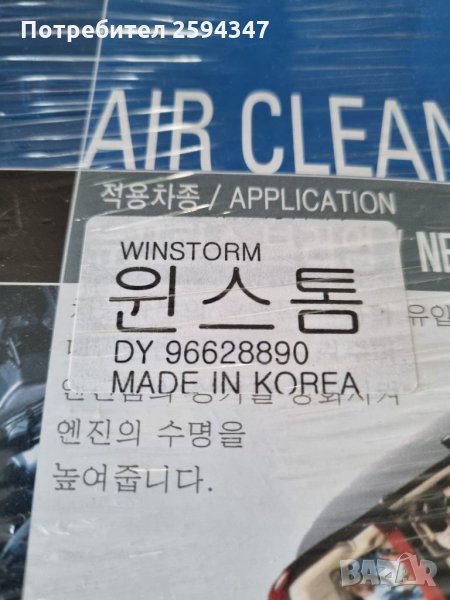 Потребител 2594347
AIR CLEAN
적용차종 / APPLICATION
WINSTORM
윈스톰
DY 96628890
MADE IN KOREA
엔진의 수명을
높여줍니다.
BAZAR